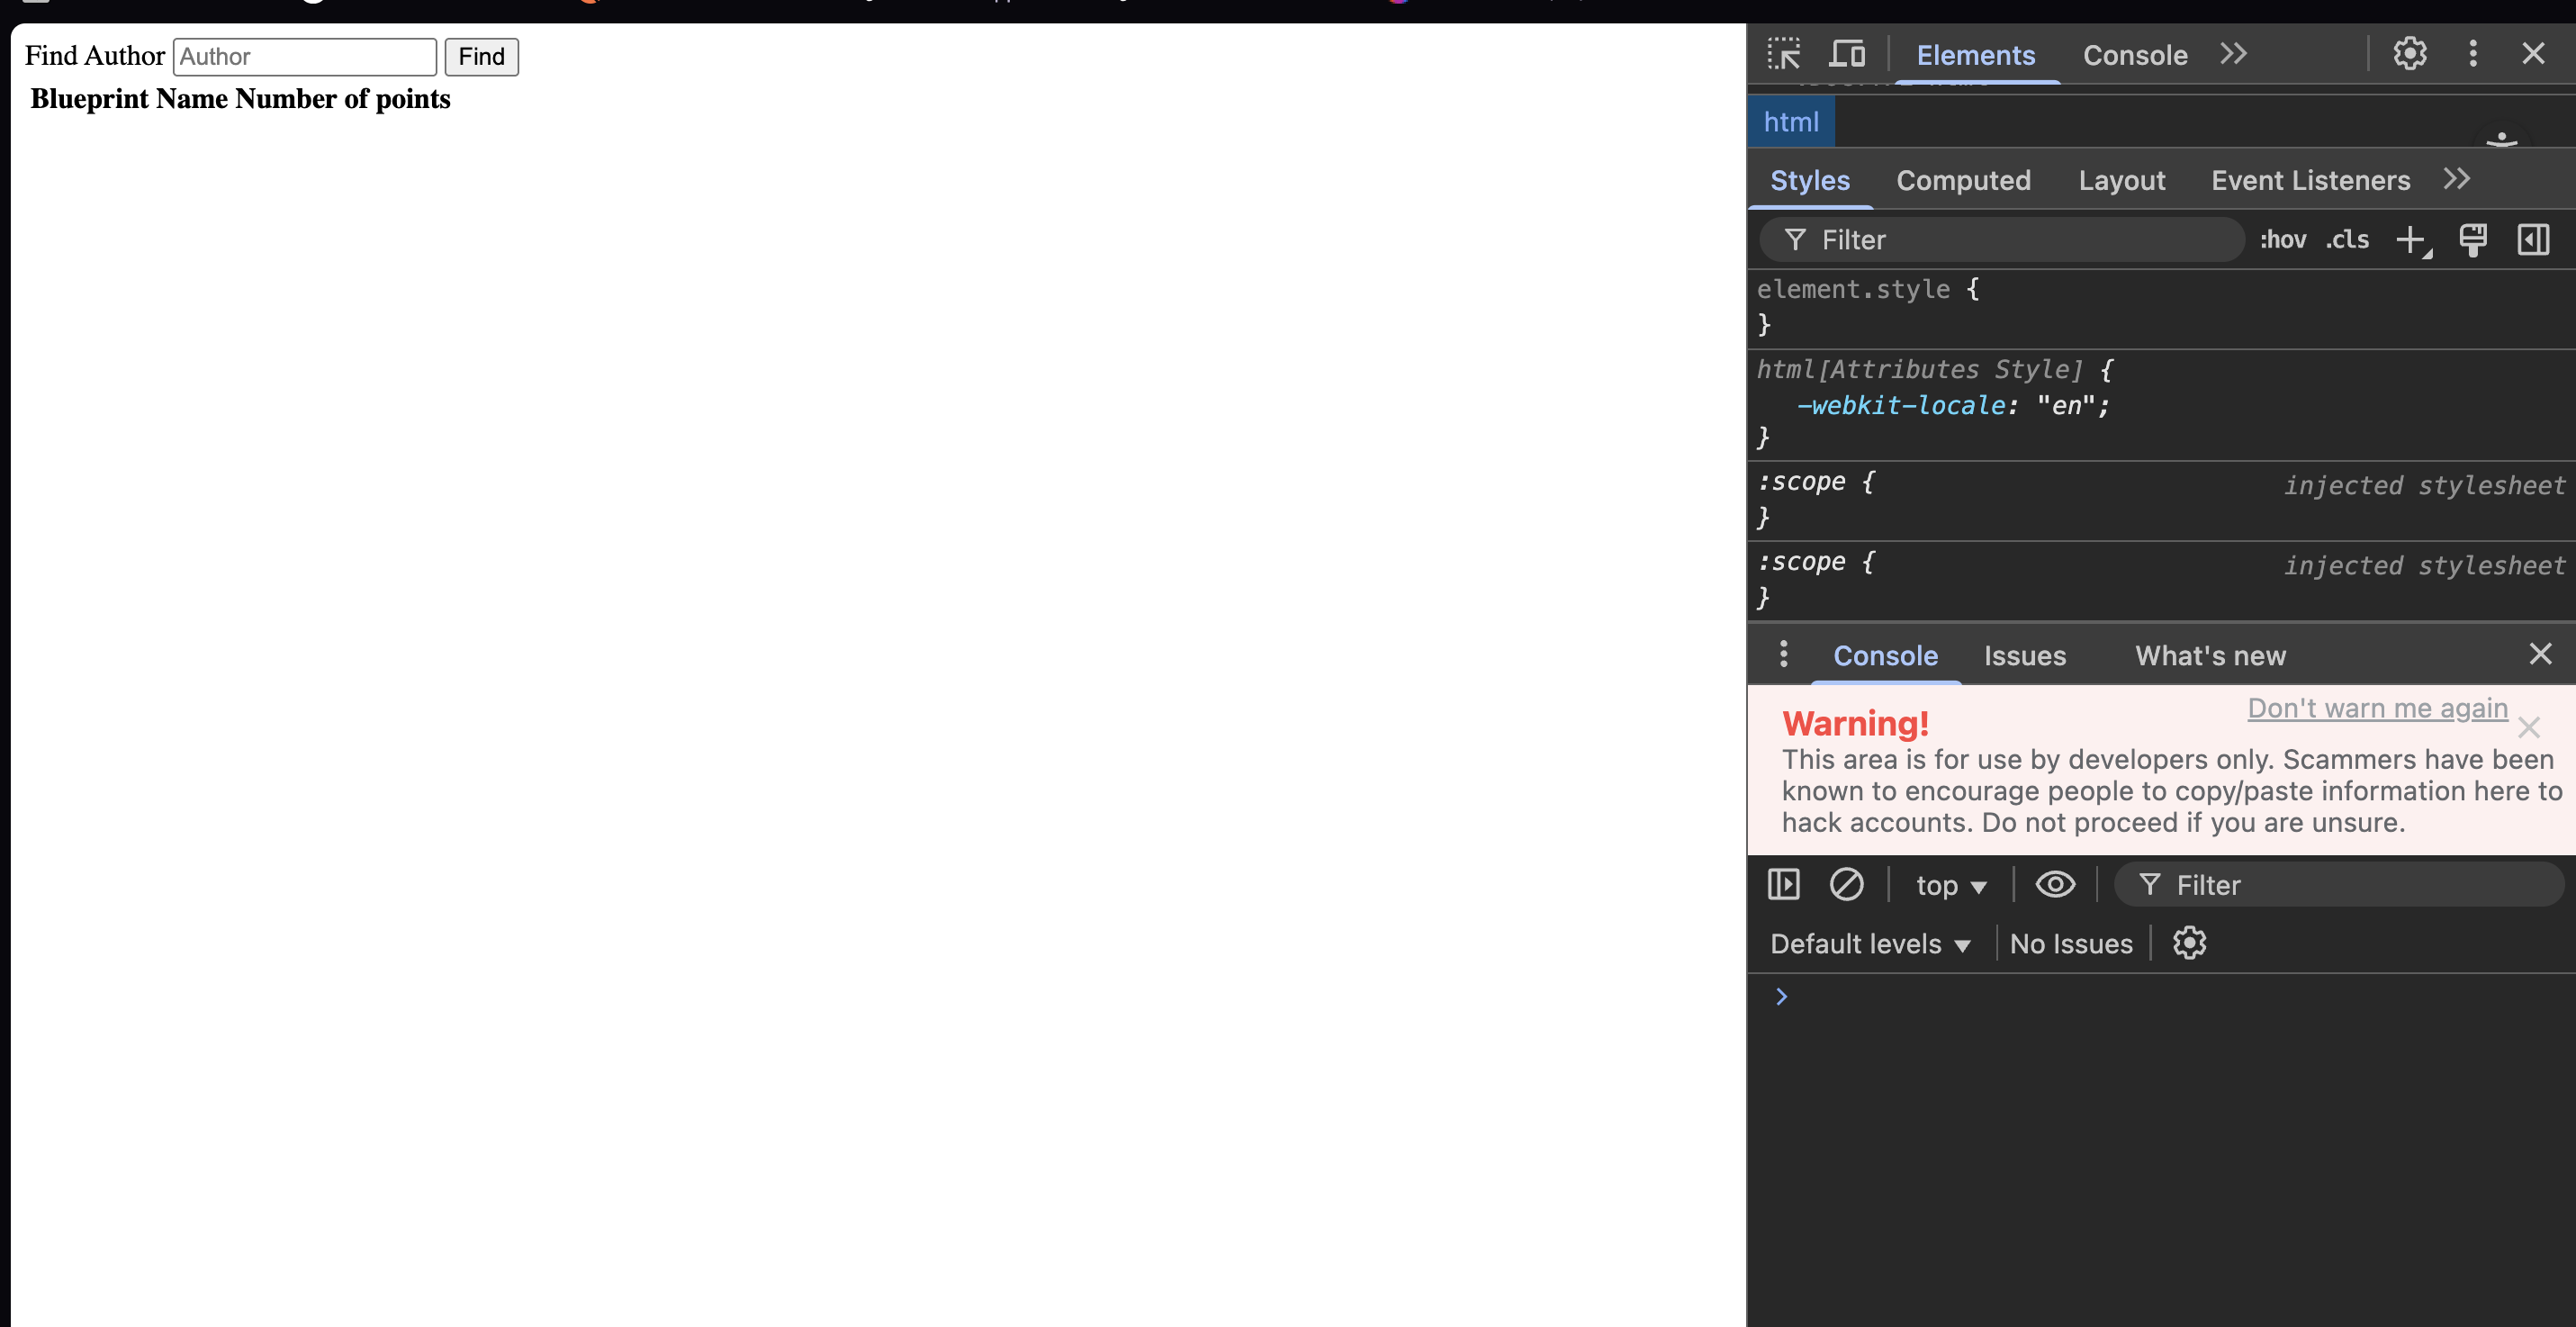 Find Author Author Find
Blueprint Name Number of points
Elements Console
html
Styles Computed Layout Event Listeners
Filter :hov .cls
element.style {
}
html[Attributes Style] {
-webkit-locale: "en";
}
:scope { injected stylesheet
}
:scope { injected stylesheet
}
Console Issues What's new
Don't warn me again
Warning!
This area is for use by developers only. Scammers have been
known to encourage people to copy/paste information here to
hack accounts. Do not proceed if you are unsure.
top Filter
Default levels No Issues